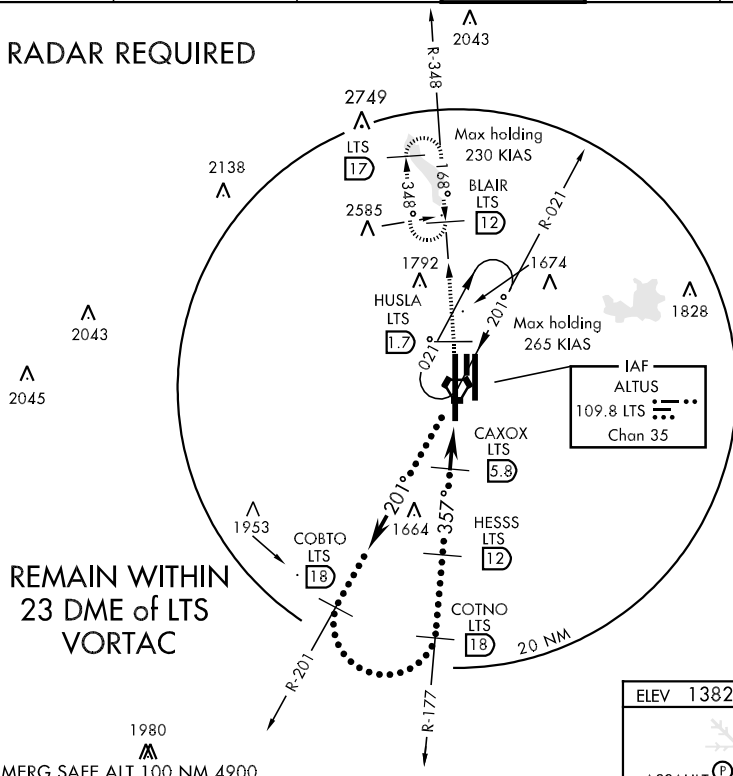 RADAR REQUIRED
2043
R-348
2749
LTS
17
Max holding
230 KIAS
2138
168°
348°
BLAIR
LTS
12
2585
R-021
1792
1674
HUSLA
LTS
1.7
201°
021°
Max holding
265 KIAS
1828
2043
2045
IAF
ALTUS
109.8 LTS
Chan 35
CAXOX
LTS
5.8
201°
357°
1664
1953
COBTO
LTS
18
HESSS
LTS
12
REMAIN WITHIN
23 DME of LTS
VORTAC
COTNO
LTS
18
20 NM
R-201
R-177
ELEV 1382
1980
MERG SAFE ALT 100 NM 4900
P